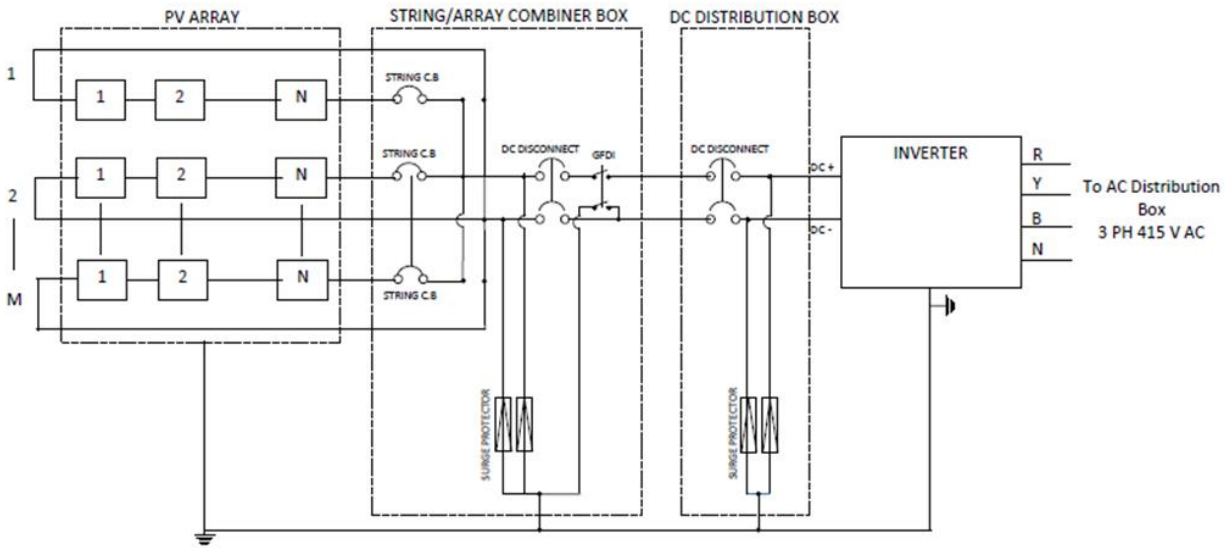 PV ARRAY
STRING/ARRAY COMBINER BOX
DC DISTRIBUTION BOX
1
1
2
N
STRING C.B
2
1
2
N
STRING C.B
DC DISCONNECT
GFDI
DC DISCONNECT
DC +
DC -
INVERTER
R
Y
B
N
To AC Distribution
Box
3 PH 415 V AC
M
1
2
N
STRING C.B
SURGE PROTECTOR
SURGE PROTECTOR